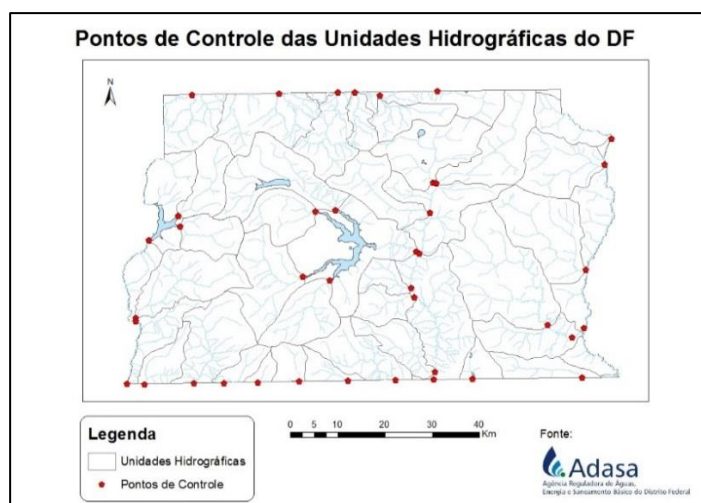 Pontos de Controle das Unidades Hidrográficas do DF
N
Legenda
Unidades Hidrográficas
Pontos de Controle
0 5 10 20 30 40
Km
Fonte:
Adasa
Agência Reguladora de Águas,
Energia e Saneamento Básico do Distrito Federal